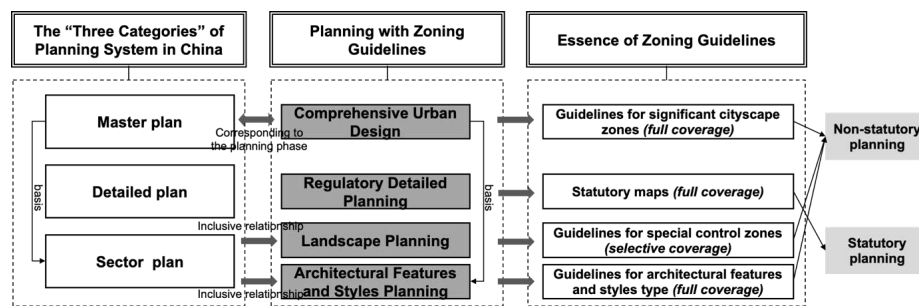 The “Three Categories” of
Planning System in China
Planning with Zoning
Guidelines
Essence of Zoning Guidelines
Master plan
Corresponding to
the planning phase
Comprehensive Urban
Design
Guidelines for significant cityscape
zones (full coverage)
Non-statutory
planning
basis
Detailed plan
Regulatory Detailed
Planning
basis
Statutory maps (full coverage)
Inclusive relationship
Landscape Planning
Guidelines for special control zones
(selective coverage)
Statutory
planning
Sector plan
Inclusive relationship
Architectural Features
and Styles Planning
Guidelines for architectural features
and styles type (full coverage)